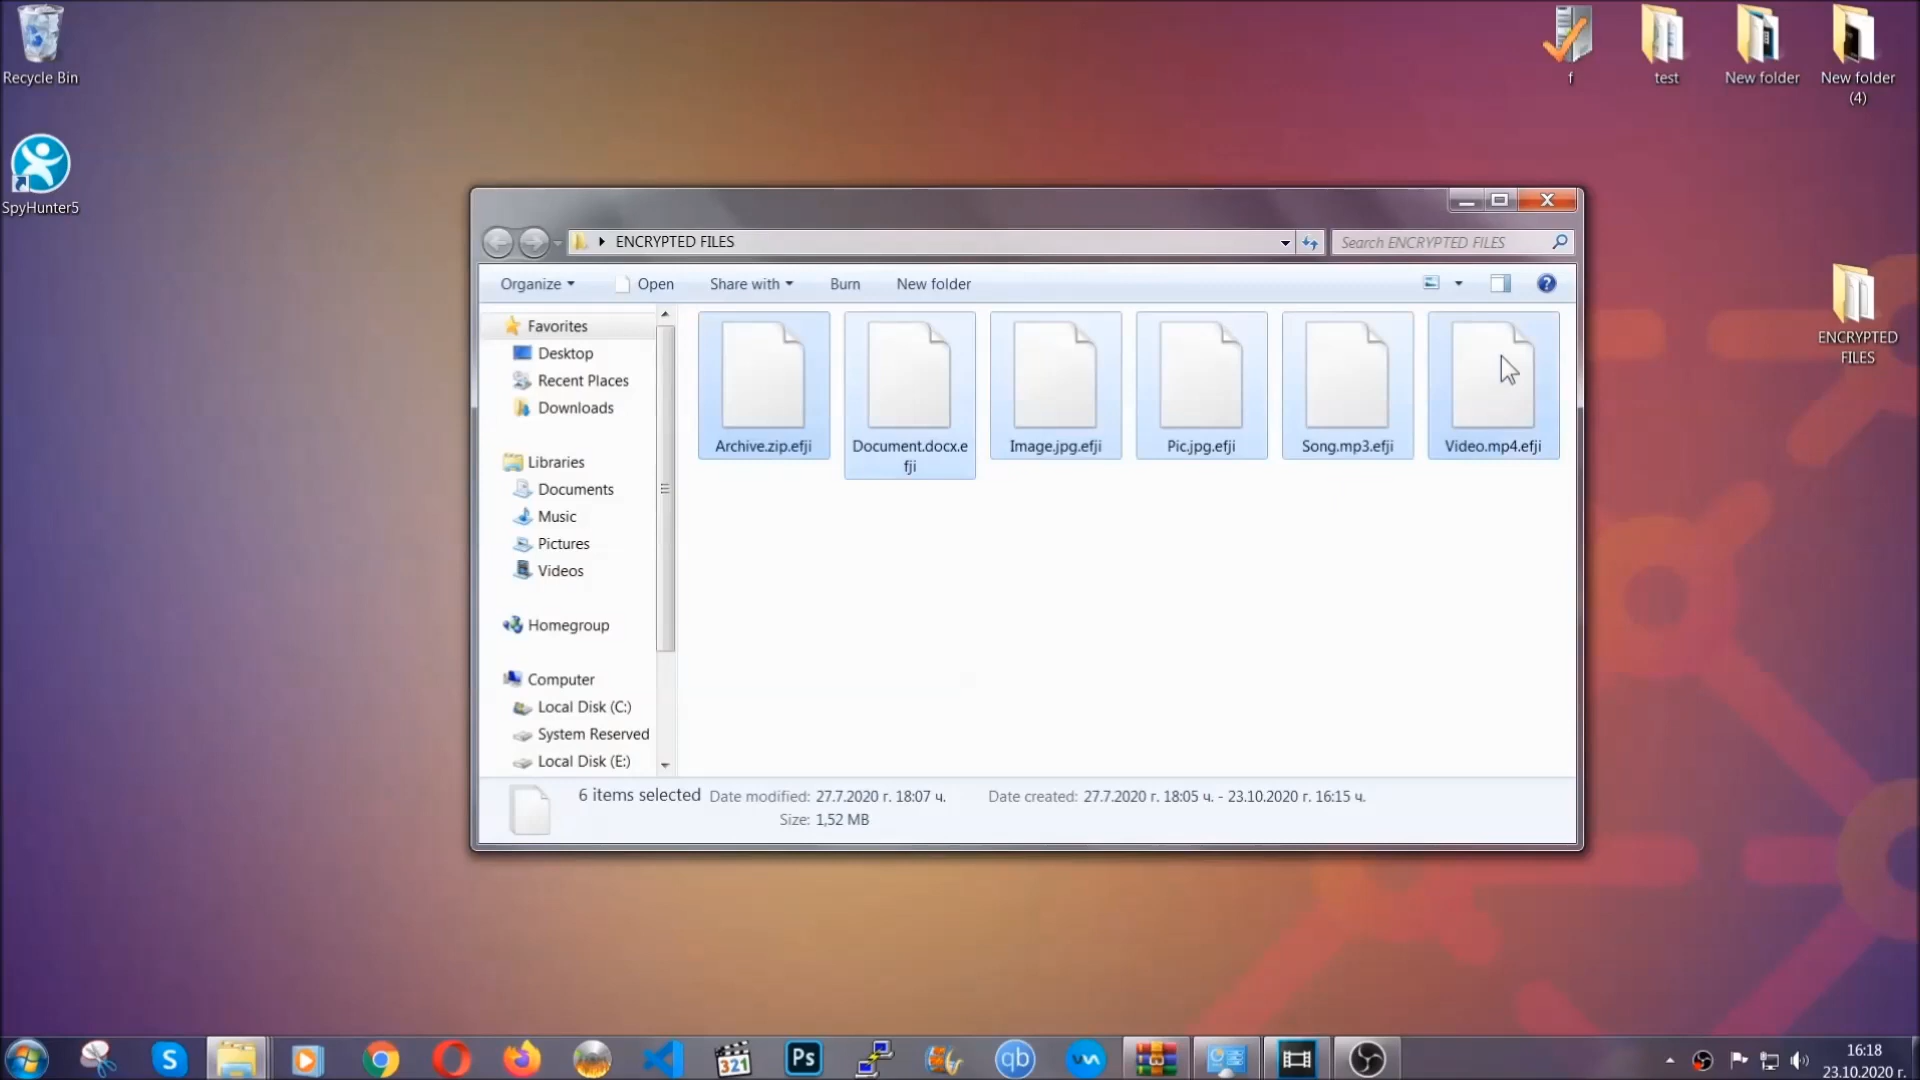 Recycle Bin
SpyHunter5
f
test
New folder
New folder
(4)
ENCRYPTED
FILES
ENCRYPTED FILES
Search ENCRYPTED FILES
Organize
Open
Share with
Burn
New folder
Favorites
Desktop
Recent Places
Downloads
Libraries
Documents
Music
Pictures
Videos
Homegroup
Computer
Local Disk (C:)
System Reserved
Local Disk (E:)
Archive.zip.efji
Document.docx.e
fji
Image.jpg.efji
Pic.jpg.efji
Song.mp3.efji
Video.mp4.efji
6 items selected Date modified: 27.7.2020 г. 18:07 ч. Date created: 27.7.2020 г. 18:05 ч. - 23.10.2020 г. 16:15 ч.
Size: 1,52 MB
S
321
Ps
qb
16:18
23.10.2020 г.